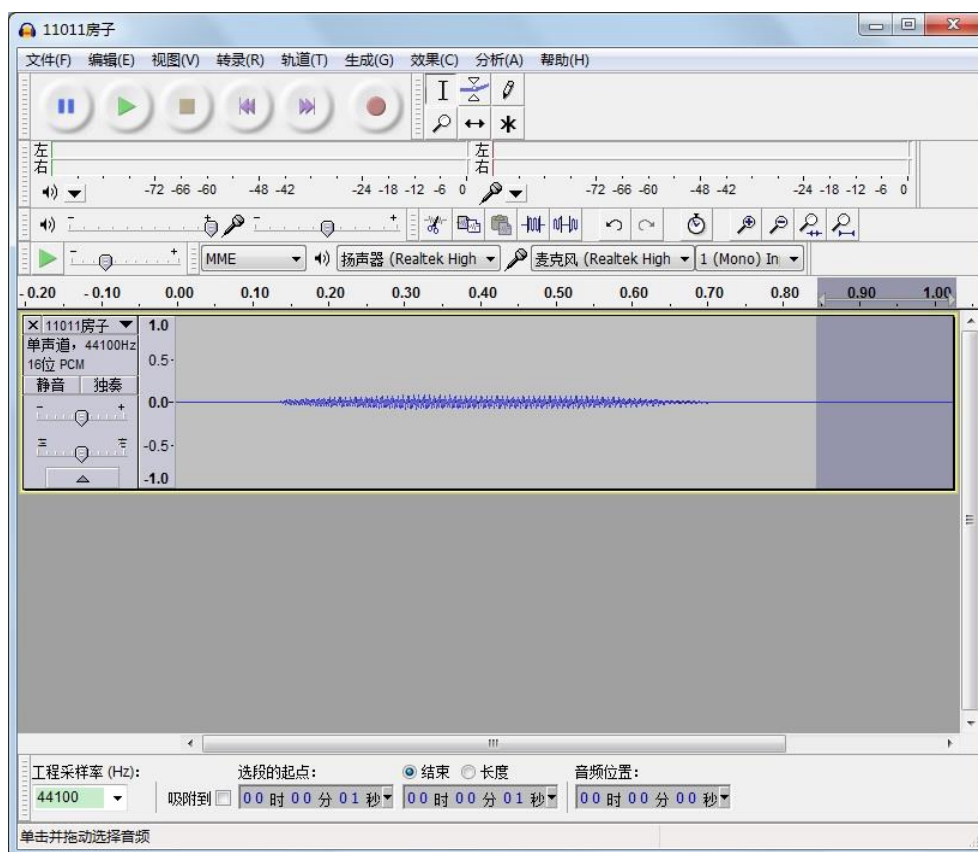 11011房子
文件(F) 编辑(E) 视图(V) 转录(R) 轨道(T) 生成(G) 效果(C) 分析(A) 帮助(H)
左 左
右 右
-72 -66 -60 -48 -42 -24 -18 -12 -6 0 -72 -66 -60 -48 -42 -24 -18 -12 -6 0
MME 扬声器 (Realtek High 麦克风 (Realtek High 1 (Mono) In
- 0.20 - 0.10 0.00 0.10 0.20 0.30 0.40 0.50 0.60 0.70 0.80 0.90 1.00
11011房子 1.0
单声道，44100Hz
16位 PCM 0.5
静音 独奏
0.0
-0.5
-1.0
工程采样率 (Hz): 选段的起点: 结束 长度 音频位置:
44100 吸附到 00 时 00 分 01 秒 00 时 00 分 01 秒 00 时 00 分 00 秒
单击并拖动选择音频